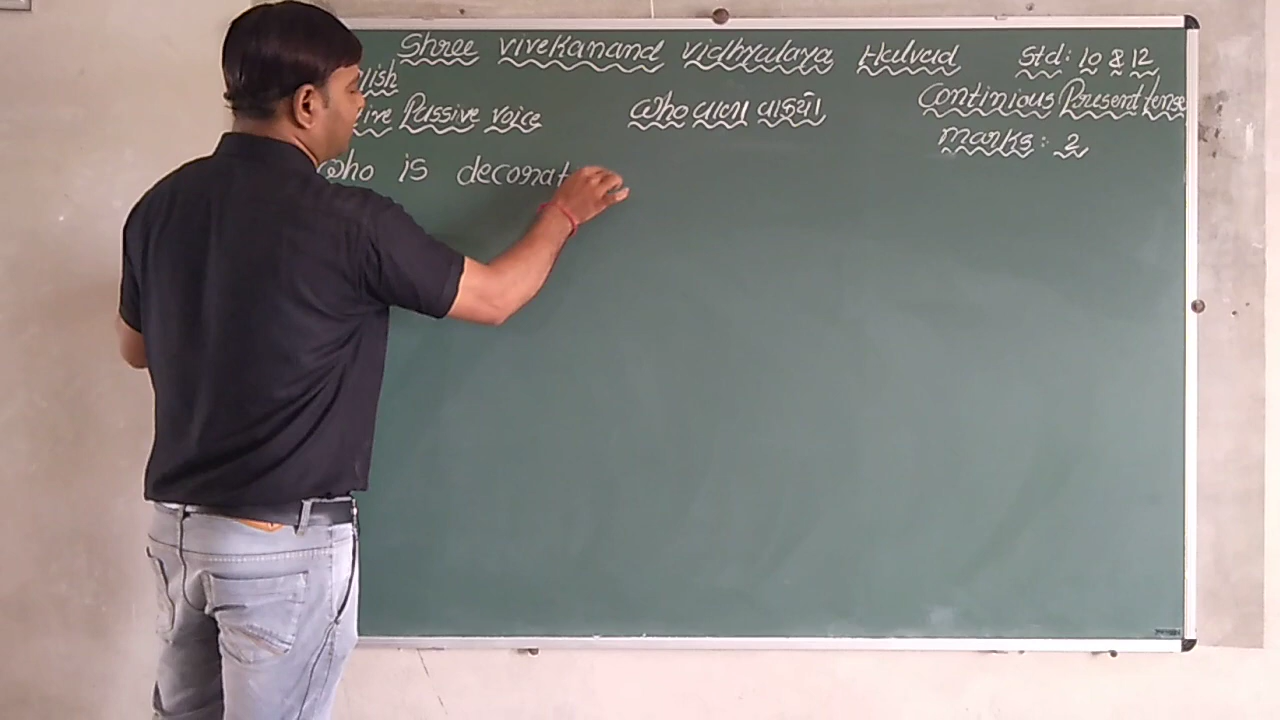 Shree Vivekanand Vidhyalaya Halvad Std: 10 & 12
lish
ive Passive voice Who વાળા વાક્યો Continious Present tense
Marks: 2
Who is decorat